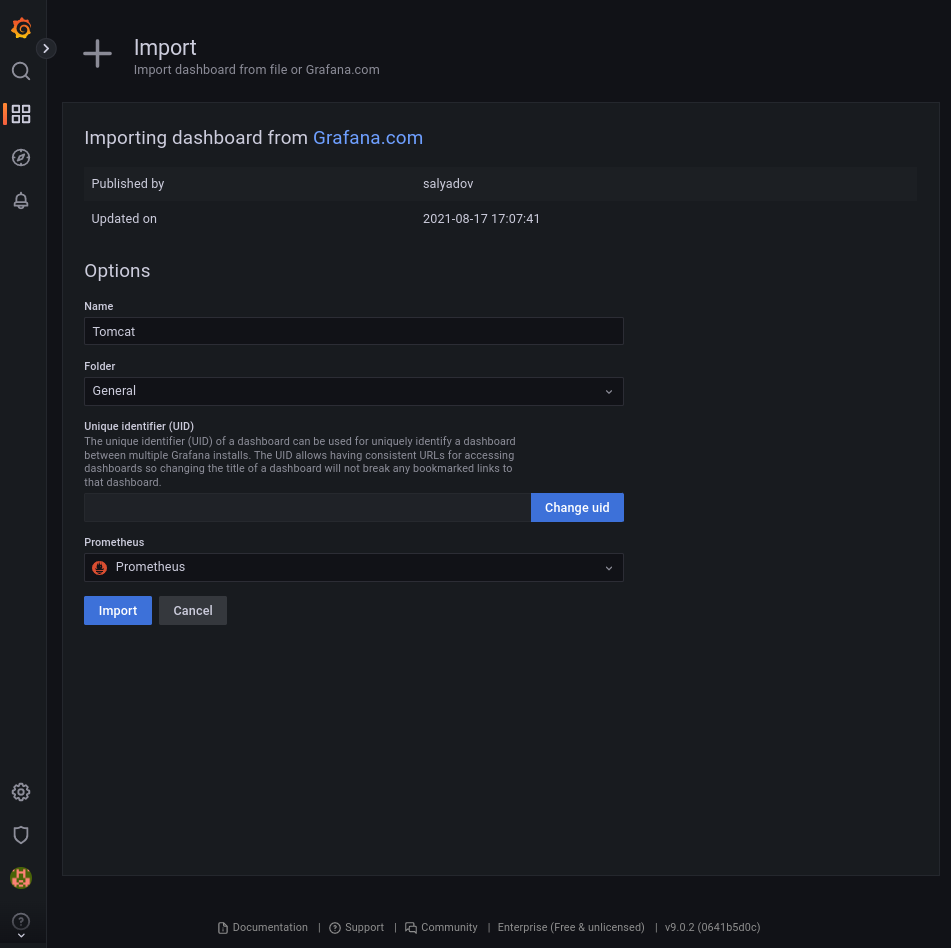 Import
Import dashboard from file or Grafana.com
Importing dashboard from Grafana.com
Published by salyadov
Updated on 2021-08-17 17:07:41
Options
Name
Tomcat
Folder
General
Unique identifier (UID)
The unique identifier (UID) of a dashboard can be used for uniquely identify a dashboard
between multiple Grafana installs. The UID allows having consistent URLs for accessing
dashboards so changing the title of a dashboard will not break any bookmarked links to
that dashboard.
Change uid
Prometheus
Prometheus
Import Cancel
Documentation | Support | Community | Enterprise (Free & unlicensed) | v9.0.2 (0641b5d0c)